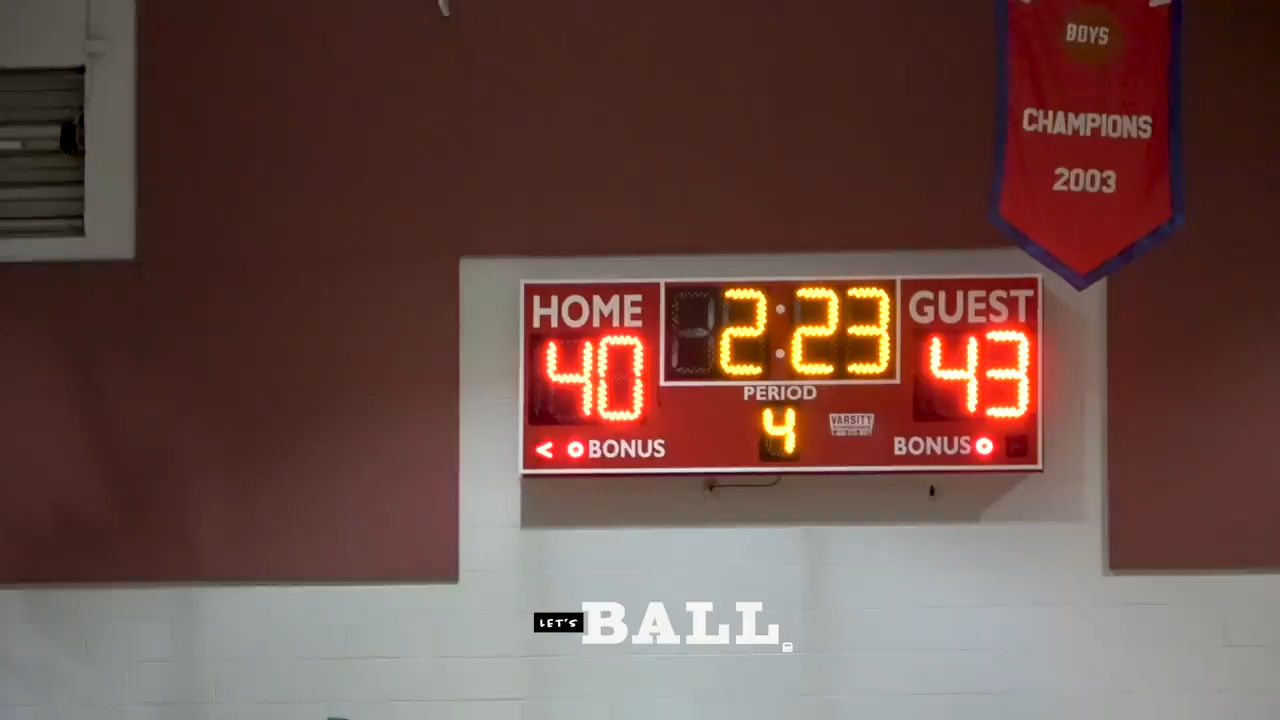 BOYS
CHAMPIONS
2003
HOME 2:23 GUEST
40 43
PERIOD
4
VARSITY
< BONUS BONUS
LET'S BALL